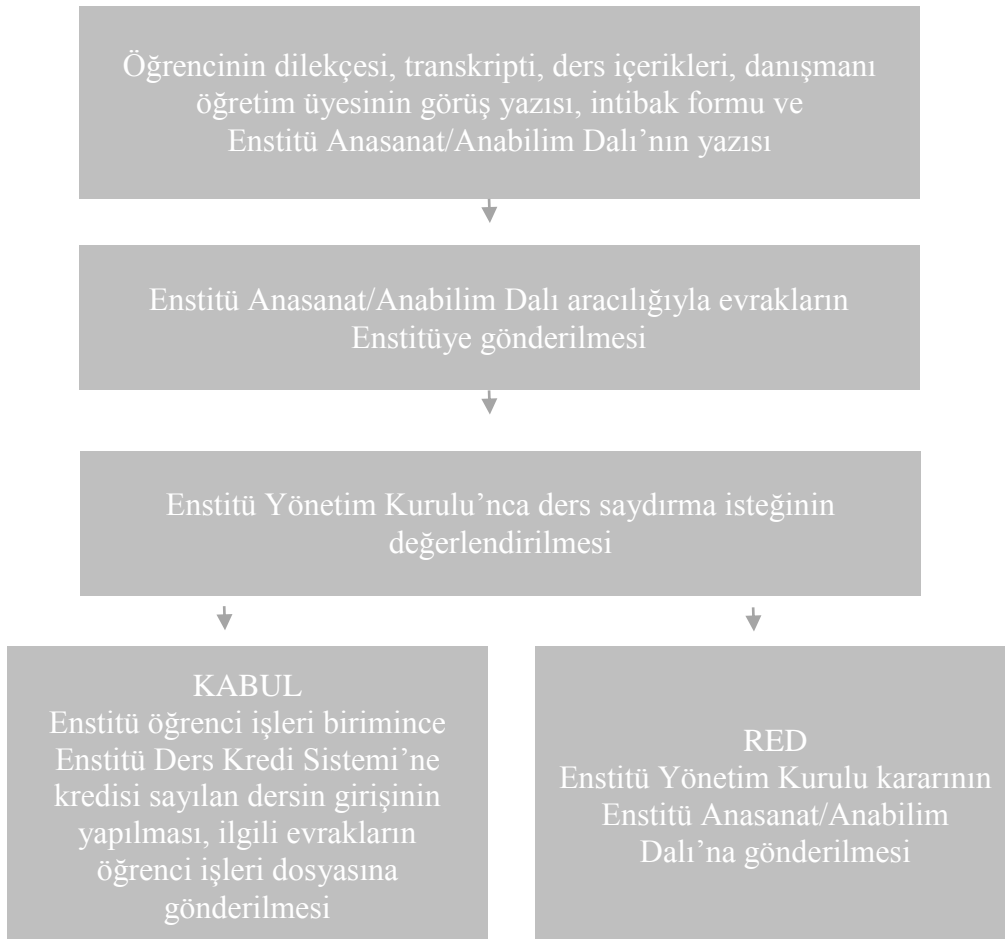 Öğrencinin dilekçesi, transkripti, ders içerikleri, danışmanı
öğretim üyesinin görüş yazısı, intibak formu ve
Enstitü Anasanat/Anabilim Dalı’nın yazısı
Enstitü Anasanat/Anabilim Dalı aracılığıyla evrakların
Enstitüye gönderilmesi
Enstitü Yönetim Kurulu’nca ders saydırma isteğinin
değerlendirilmesi
KABUL
Enstitü öğrenci işleri birimince
Enstitü Ders Kredi Sistemi’ne
kredisi sayılan dersin girişinin
yapılması, ilgili evrakların
öğrenci işleri dosyasına
gönderilmesi
RED
Enstitü Yönetim Kurulu kararının
Enstitü Anasanat/Anabilim
Dalı’na gönderilmesi